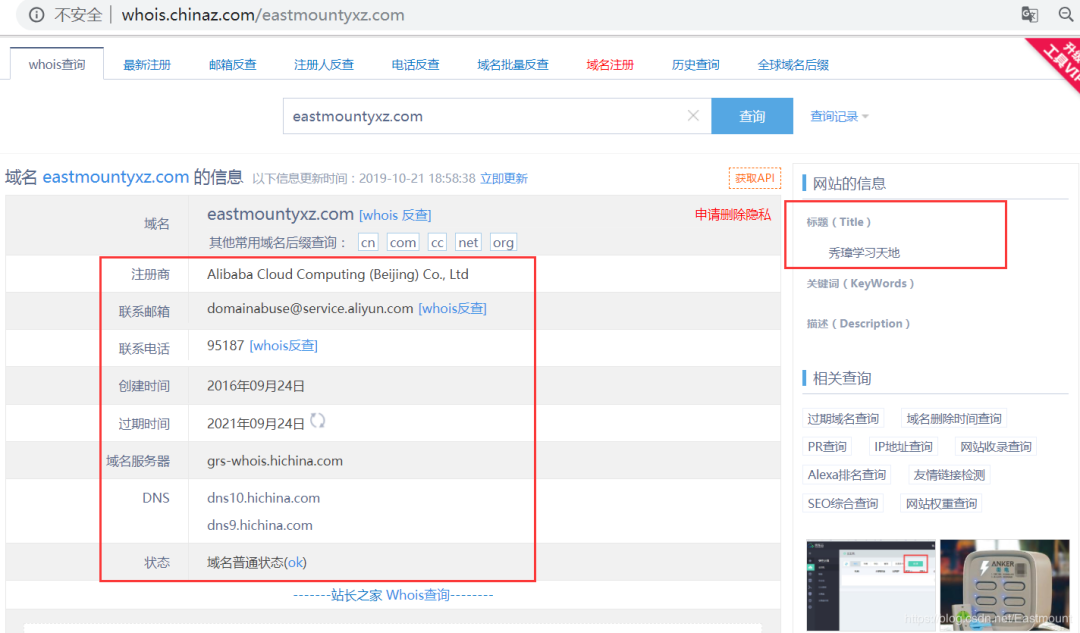 不安全 whois.chinaz.com/eastmountyxz.com
whois查询 最新注册 邮箱反查 注册人反查 电话反查 域名批量反查 域名注册 历史查询 全球域名后缀
升级
工具VIP
eastmountyxz.com 查询 查询记录
域名 eastmountyxz.com 的信息 以下信息更新时间：2019-10-21 18:58:38 立即更新 获取API
域名 eastmountyxz.com [whois 反查] 申请删除隐私
其他常用域名后缀查询： cn com cc net org
注册商 Alibaba Cloud Computing (Beijing) Co., Ltd
联系邮箱 domainabuse@service.aliyun.com [whois反查]
联系电话 95187 [whois反查]
创建时间 2016年09月24日
过期时间 2021年09月24日
域名服务器 grs-whois.hichina.com
DNS dns10.hichina.com
dns9.hichina.com
状态 域名普通状态(ok)
-------站长之家 Whois查询--------
网站的信息
标题（Title）
秀璋学习天地
关键词（KeyWords）
描述（Description）
相关查询
过期域名查询 域名删除时间查询
PR查询 IP地址查询 网站收录查询
Alexa排名查询 友情链接检测
SEO综合查询 网站权重查询
ANKER
https://blog.csdn.net/Eastmount